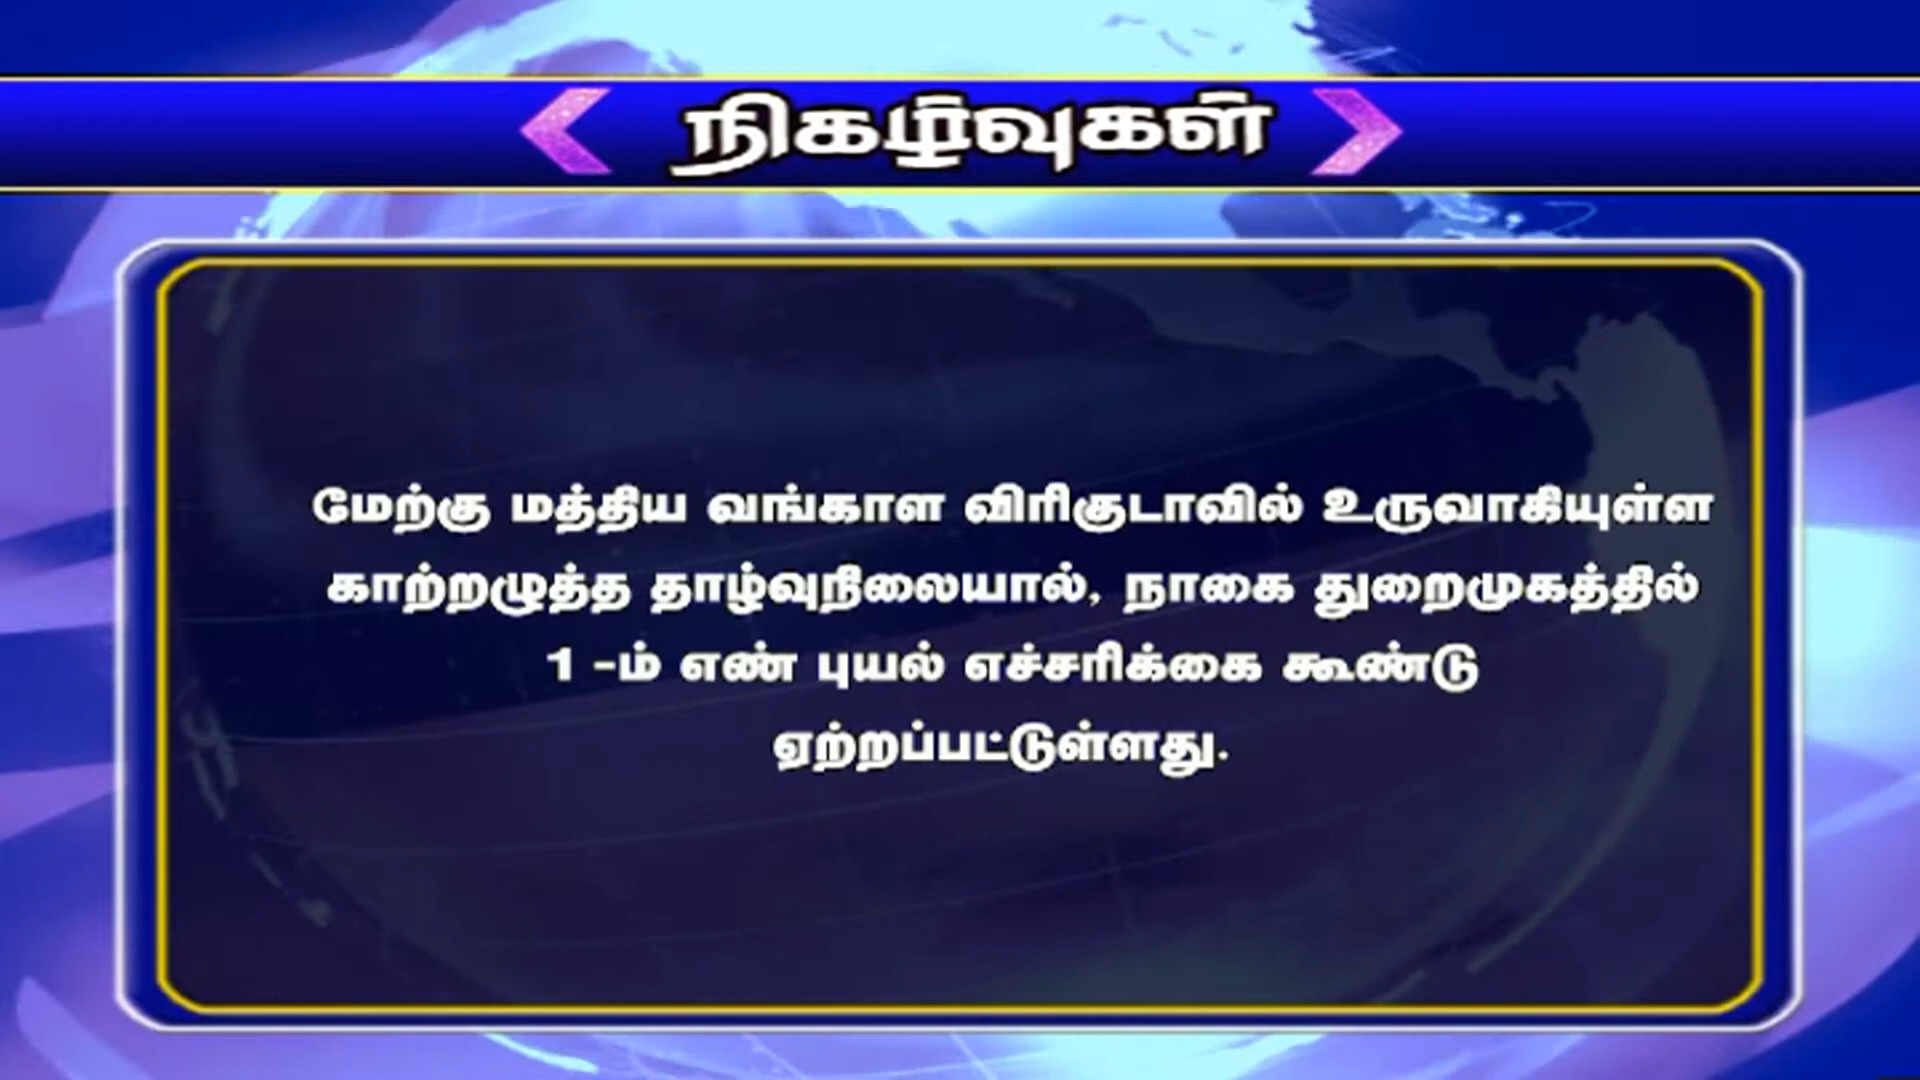 நிகழ்வுகள்
மேற்கு மத்திய வங்காள விரிகுடாவில் உருவாகியுள்ள
காற்றழுத்த தாழ்வுநிலையால், நாகை துறைமுகத்தில்
1 -ம் எண் புயல் எச்சரிக்கை கூண்டு
ஏற்றப்பட்டுள்ளது.